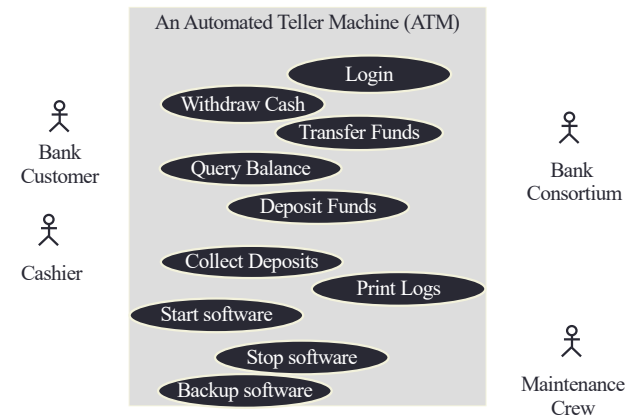 An Automated Teller Machine (ATM)
Login
Withdraw Cash
Transfer Funds
Query Balance
Deposit Funds
Collect Deposits
Print Logs
Start software
Stop software
Backup software
Bank
Customer
Cashier
Bank
Consortium
Maintenance
Crew